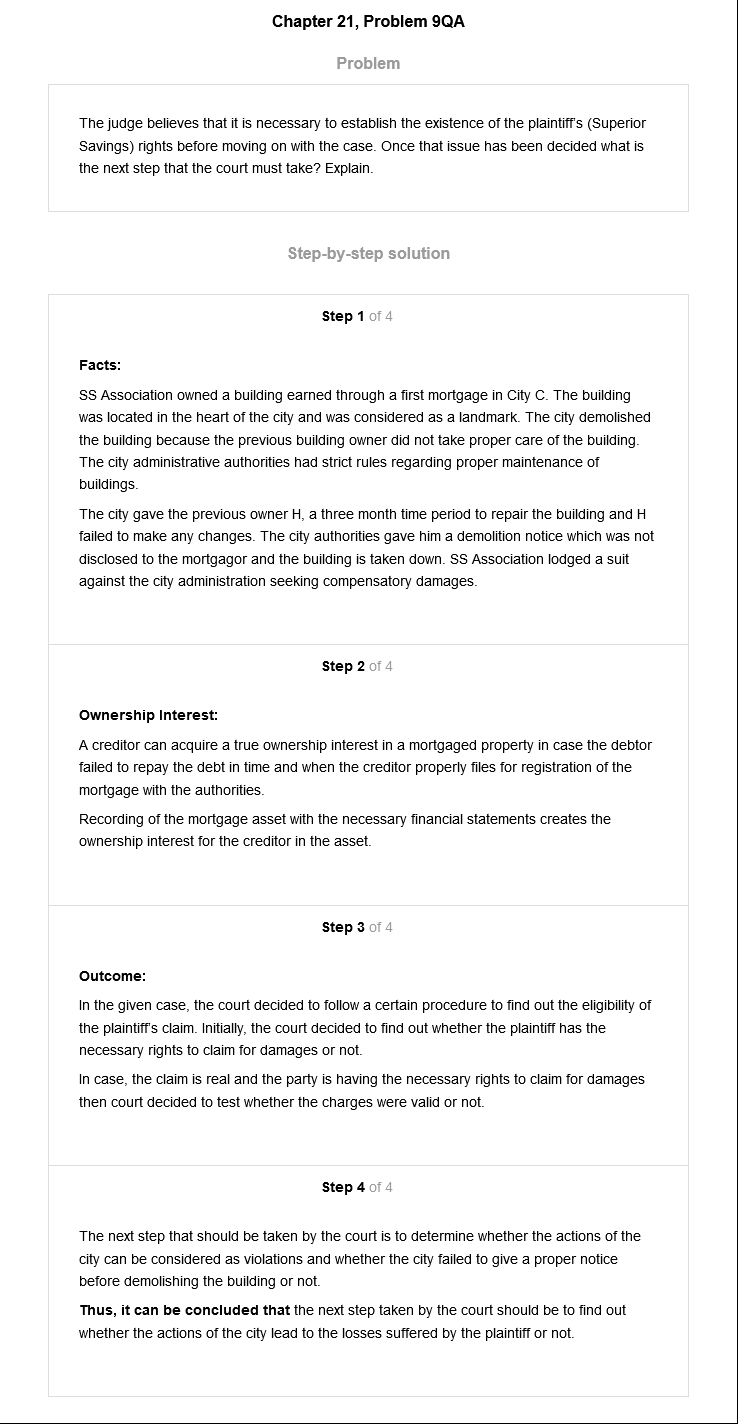 Chapter 21, Problem 9QA
Problem
The judge believes that it is necessary to establish the existence of the plaintiff's (Superior
Savings) rights before moving on with the case. Once that issue has been decided what is
the next step that the court must take? Explain.
Step-by-step solution
Step 1 of 4
Facts:
SS Association owned a building earned through a first mortgage in City C. The building
was located in the heart of the city and was considered as a landmark. The city demolished
the building because the previous building owner did not take proper care of the building.
The city administrative authorities had strict rules regarding proper maintenance of
buildings.
The city gave the previous owner H, a three month time period to repair the building and H
failed to make any changes. The city authorities gave him a demolition notice which was not
disclosed to the mortgagor and the building is taken down. SS Association lodged a suit
against the city administration seeking compensatory damages.
Step 2 of 4
Ownership Interest:
A creditor can acquire a true ownership interest in a mortgaged property in case the debtor
failed to repay the debt in time and when the creditor properly files for registration of the
mortgage with the authorities.
Recording of the mortgage asset with the necessary financial statements creates the
ownership interest for the creditor in the asset.
Step 3 of 4
Outcome:
In the given case, the court decided to follow a certain procedure to find out the eligibility of
the plaintiff's claim. Initially, the court decided to find out whether the plaintiff has the
necessary rights to claim for damages or not.
In case, the claim is real and the party is having the necessary rights to claim for damages
then court decided to test whether the charges were valid or not.
Step 4 of 4
The next step that should be taken by the court is to determine whether the actions of the
city can be considered as violations and whether the city failed to give a proper notice
before demolishing the building or not.
Thus, it can be concluded that the next step taken by the court should be to find out
whether the actions of the city lead to the losses suffered by the plaintiff or not.